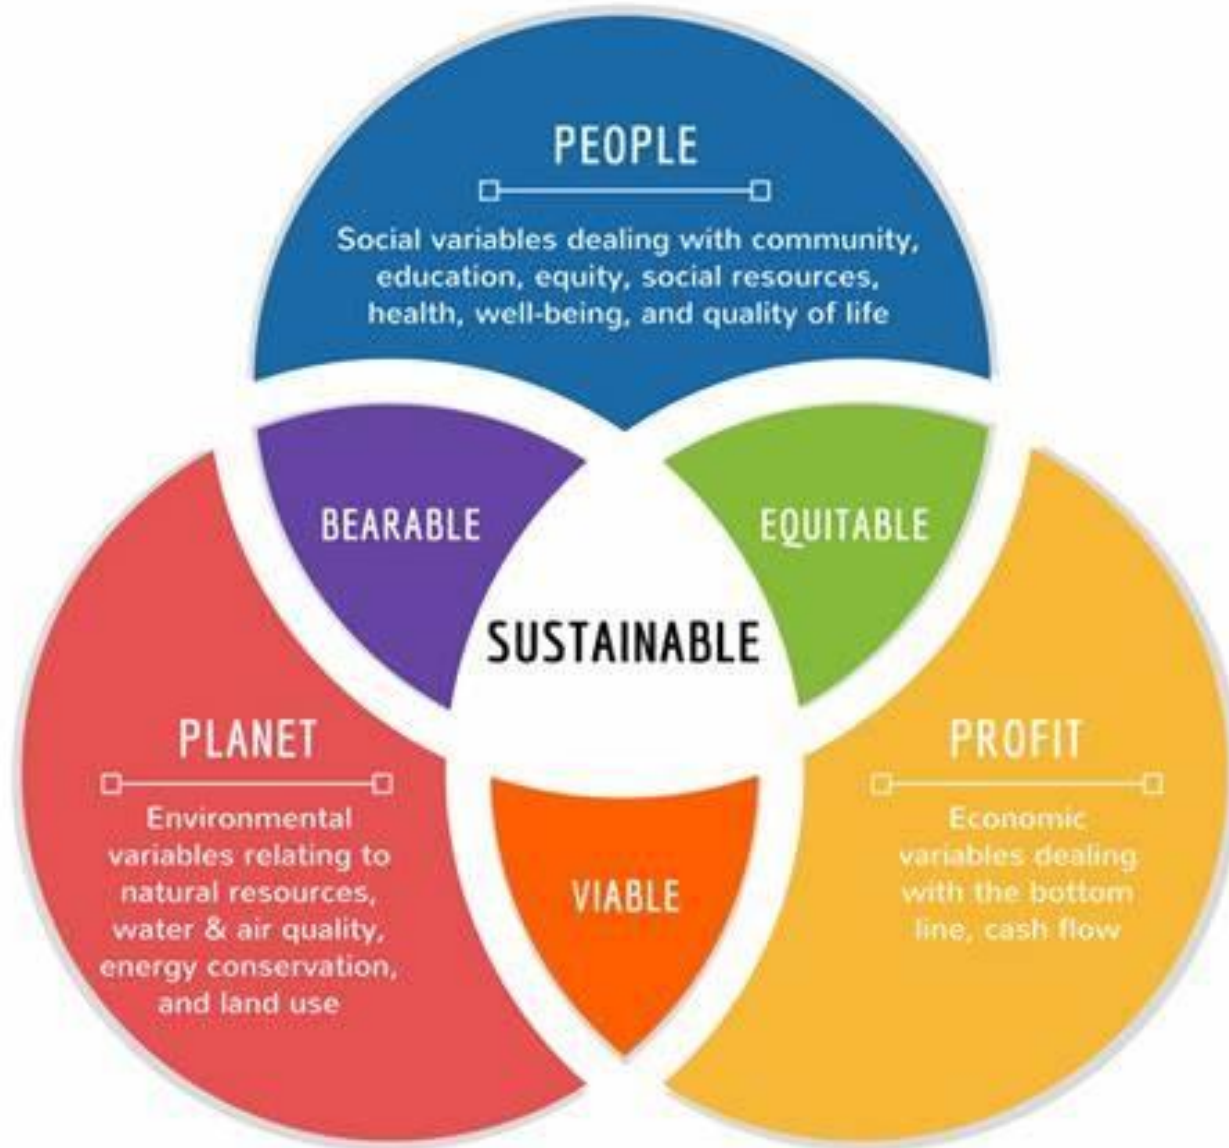 PEOPLE
Social variables dealing with community,
education, equity, social resources,
health, well-being, and quality of life
BEARABLE
EQUITABLE
SUSTAINABLE
PLANET
Environmental
variables relating to
natural resources,
water & air quality,
energy conservation,
and land use
PROFIT
Economic
variables dealing
with the bottom
line, cash flow
VIABLE